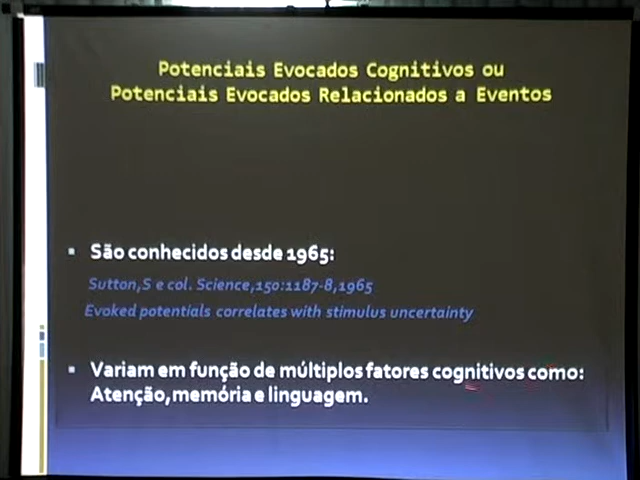 Potenciais Evocados Cognitivos ou
Potenciais Evocados Relacionados a Eventos
São conhecidos desde 1965:
Sutton,S e col. Science,150:1187-8,1965
Evoked potentials correlates with stimulus uncertainty
Variam em função de múltiplos fatores cognitivos como:
Atenção,memória e linguagem.